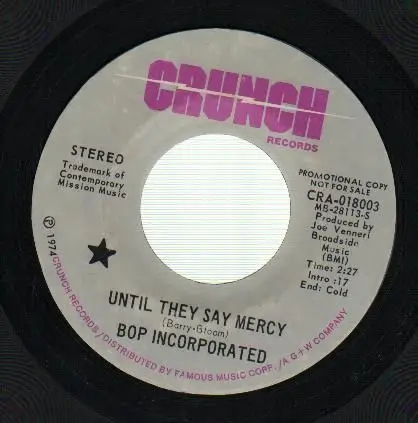 CRUNCH
RECORDS
STEREO
Trademark of
Contemporary
Mission Music
PROMOTIONAL COPY
NOT FOR SALE
CRA-018003
MB-28113-S
Produced by
Joe Venneri
Broadside
Music
(BMI)
Time: 2:27
Intro :17
End: Cold
UNTIL THEY SAY MERCY
(Barry-Bloom)
BOP INCORPORATED
Ⓟ 1974 CRUNCH RECORDS / DISTRIBUTED BY FAMOUS MUSIC CORP. / A G+W COMPANY